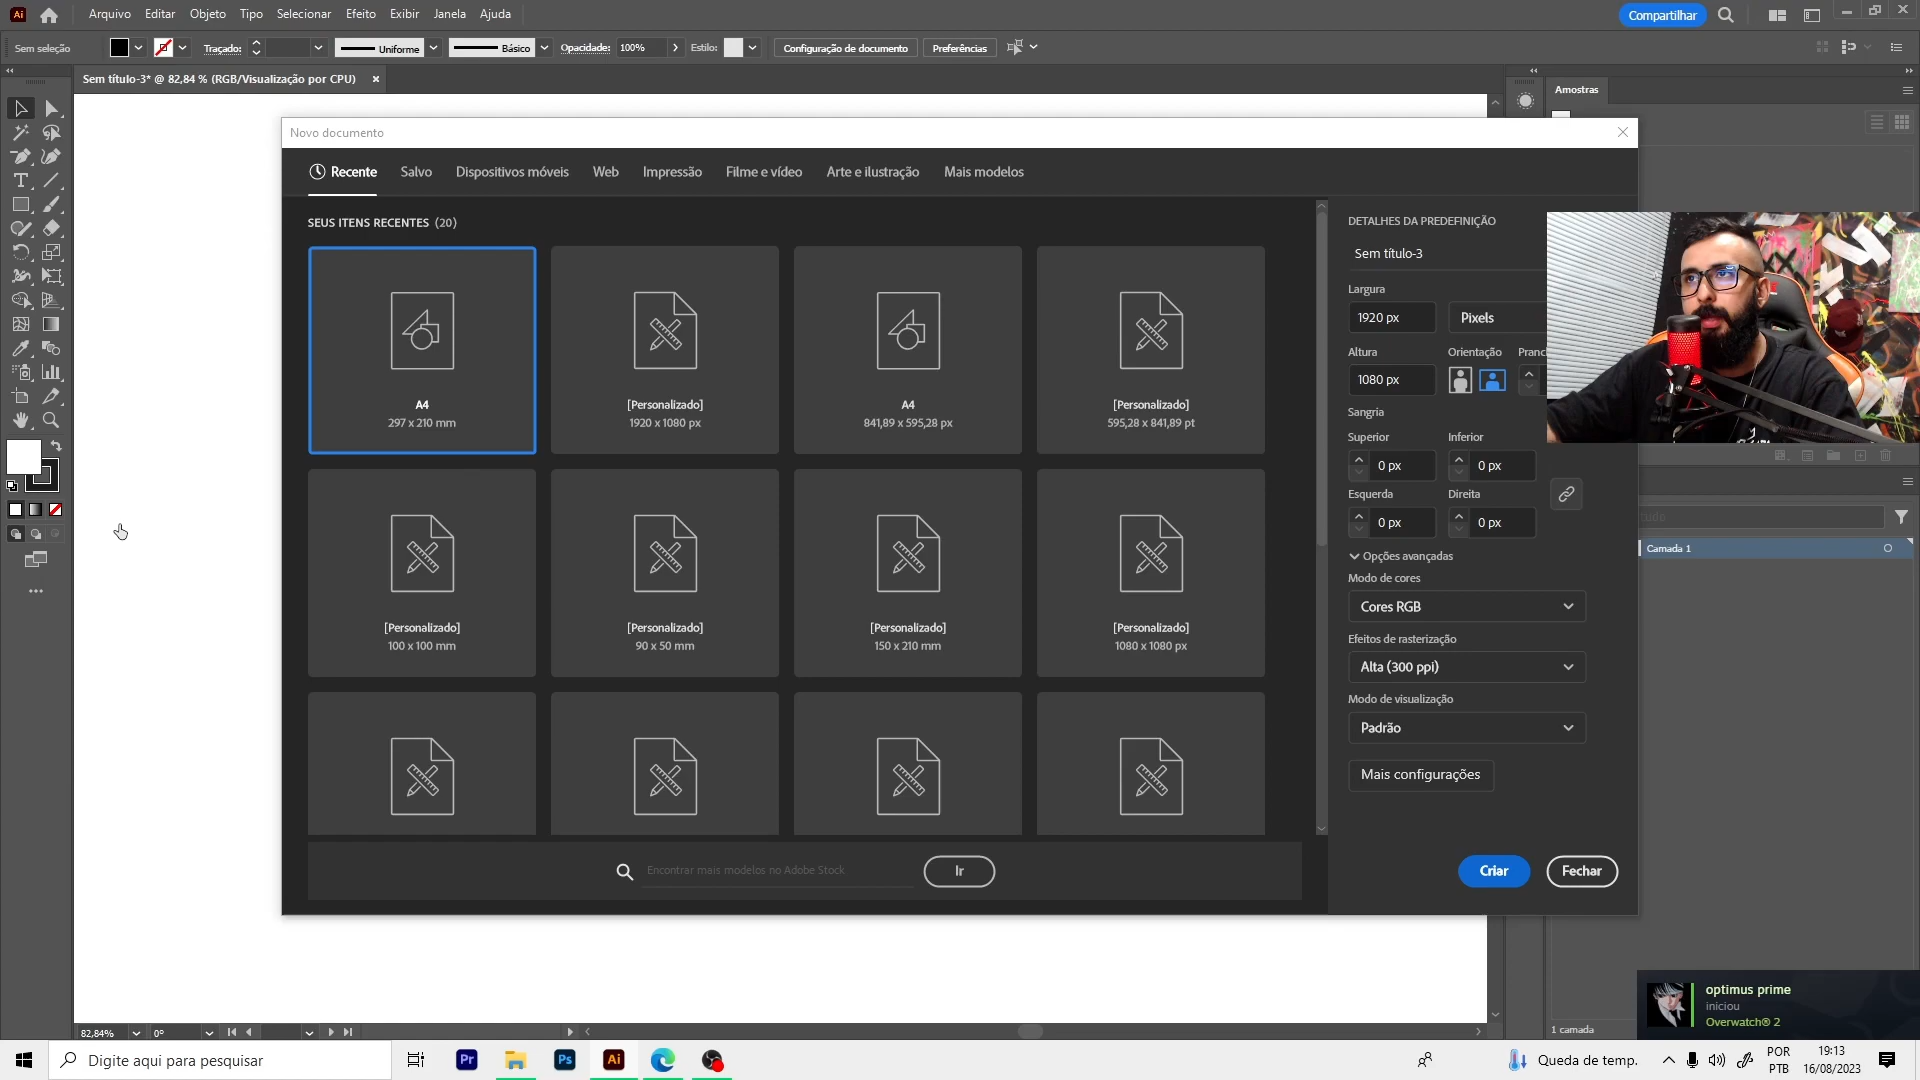 Ai
Arquivo Editar Objeto Tipo Selecionar Efeito Exibir Janela Ajuda
Compartilhar
Sem seleção
Traçado:
Uniforme
Básico
Opacidade: 100%
Estilo:
Configuração de documento
Preferências
Sem título-3* @ 82,84 % (RGB/Visualização por CPU) ×
Amostras
Novo documento
Recente
Salvo
Dispositivos móveis
Web
Impressão
Filme e vídeo
Arte e ilustração
Mais modelos
SEUS ITENS RECENTES (20)
A4
297 x 210 mm
[Personalizado]
1920 x 1080 px
A4
841,89 x 595,28 px
[Personalizado]
595,28 x 841,89 pt
[Personalizado]
100 x 100 mm
[Personalizado]
90 x 50 mm
[Personalizado]
150 x 210 mm
[Personalizado]
1080 x 1080 px
Encontrar mais modelos no Adobe Stock
Ir
DETALHES DA PREDEFINIÇÃO
Sem título-3
Largura
1920 px
Pixels
Altura
Orientação
Pranc
1080 px
Sangria
Superior
Inferior
0 px
0 px
Esquerda
Direita
0 px
0 px
Opções avançadas
Modo de cores
Cores RGB
Efeitos de rasterização
Alta (300 ppi)
Modo de visualização
Padrão
Mais configurações
Criar
Fechar
Camada 1
1 camada
optimus prime
iniciou
Overwatch® 2
82,84%
0°
Digite aqui para pesquisar
Pr
Ps
Ai
Queda de temp.
POR
PTB
19:13
16/08/2023